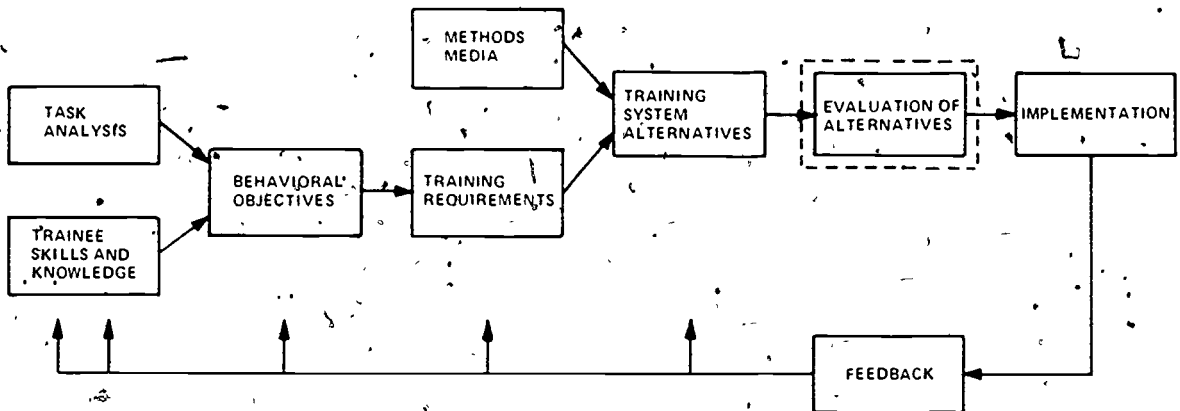 TASK
ANALYSIS
TRAINEE
SKILLS AND
KNOWLEDGE
BEHAVIORAL
OBJECTIVES
METHODS
MEDIA
TRAINING
REQUIREMENTS
TRAINING
SYSTEM
ALTERNATIVES
EVALUATION OF
ALTERNATIVES
IMPLEMENTATION
FEEDBACK